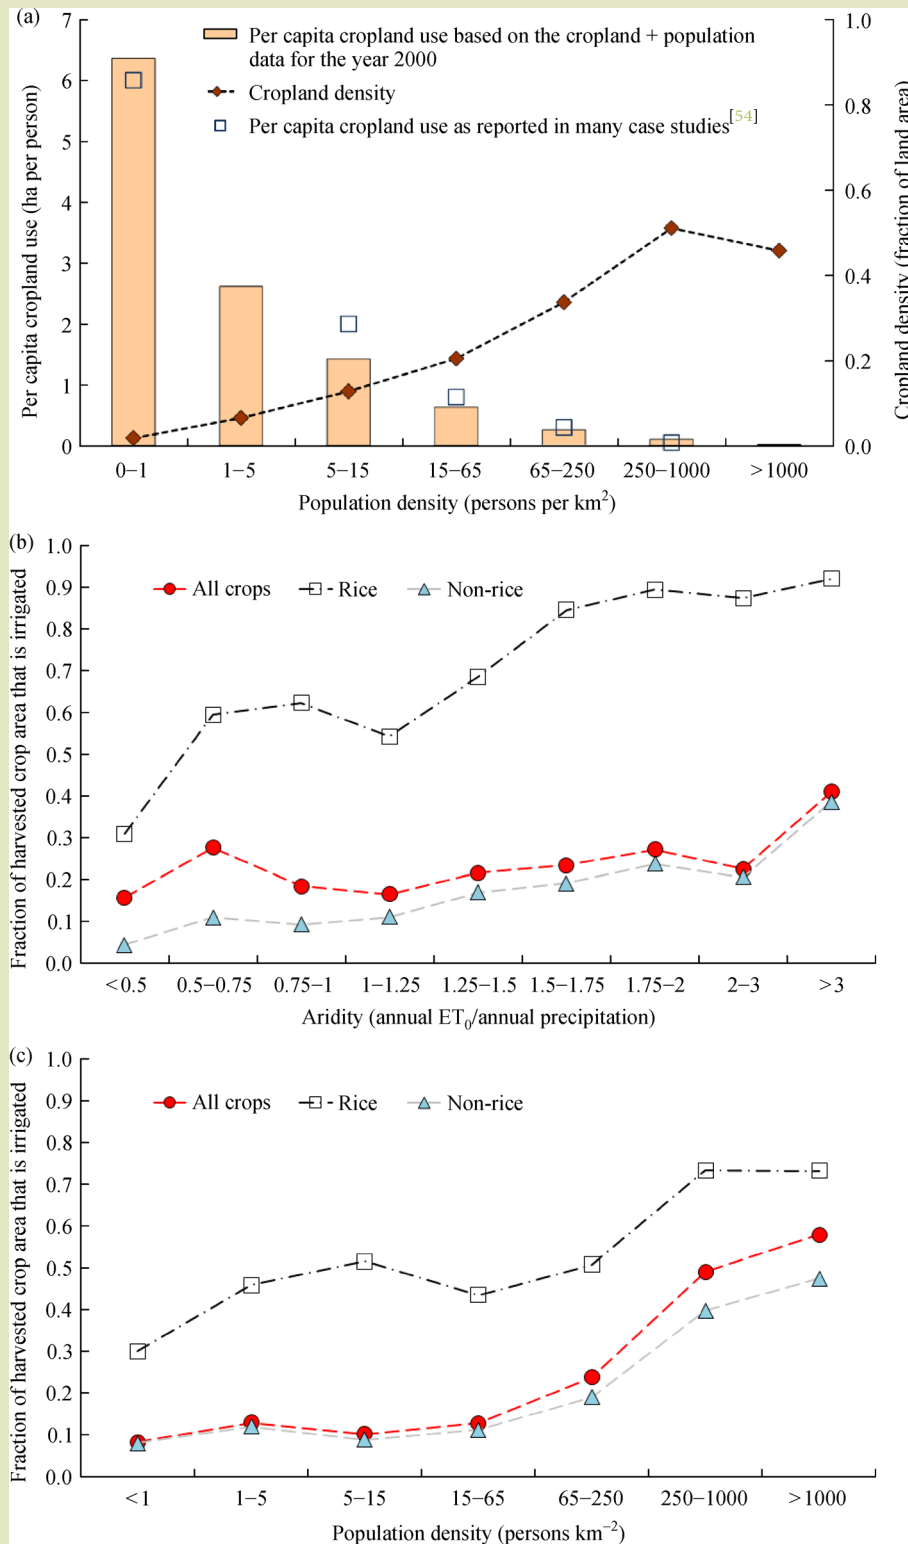 (a)
7
6
5
4
3
2
1
0
Per capita cropland use (ha per person)
Per capita cropland use based on the cropland + population
data for the year 2000
Cropland density
Per capita cropland use as reported in many case studies[54]
1.0
0.8
0.6
0.4
0.2
0.0
Cropland density (fraction of land area)
0−1 1−5 5−15 15−65 65−250 250−1000 >1000
Population density (persons per km²)
(b)
1.0
0.9
0.8
0.7
0.6
0.5
0.4
0.3
0.2
0.1
0.0
Fraction of harvested crop area that is irrigated
All crops Rice Non-rice
<0.5 0.5−0.75 0.75−1 1−1.25 1.25−1.5 1.5−1.75 1.75−2 2−3 >3
Aridity (annual ET₀/annual precipitation)
(c)
1.0
0.9
0.8
0.7
0.6
0.5
0.4
0.3
0.2
0.1
0.0
Fraction of harvested crop area that is irrigated
All crops Rice Non-rice
<1 1−5 5−15 15−65 65−250 250−1000 >1000
Population density (persons km⁻²)